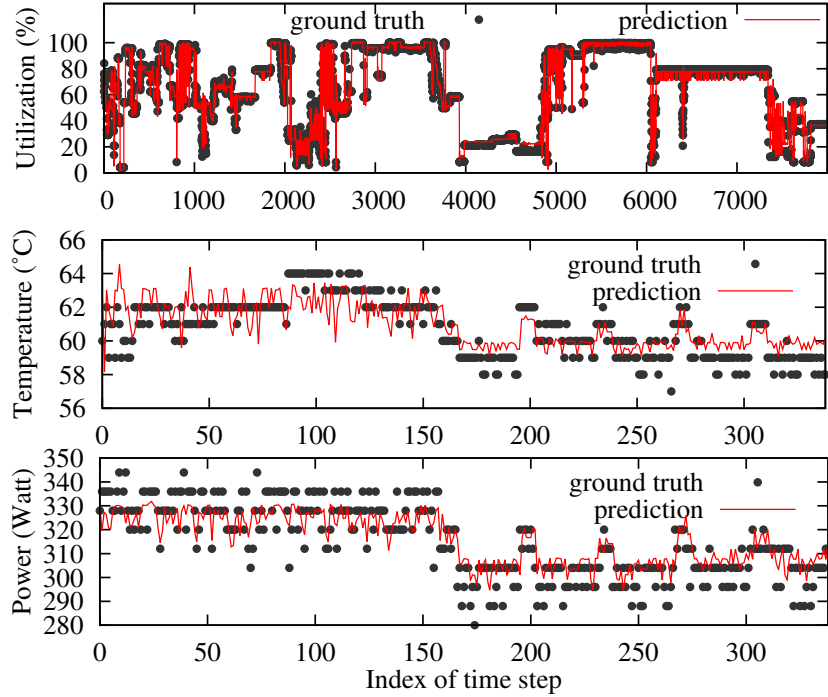 ground truth
prediction
Utilization (%)
100
80
60
40
20
0
0 1000 2000 3000 4000 5000 6000 7000
ground truth
prediction
Temperature (˚C)
66
64
62
60
58
56
0 50 100 150 200 250 300
ground truth
prediction
Power (Watt)
350
340
330
320
310
300
290
280
0 50 100 150 200 250 300
Index of time step